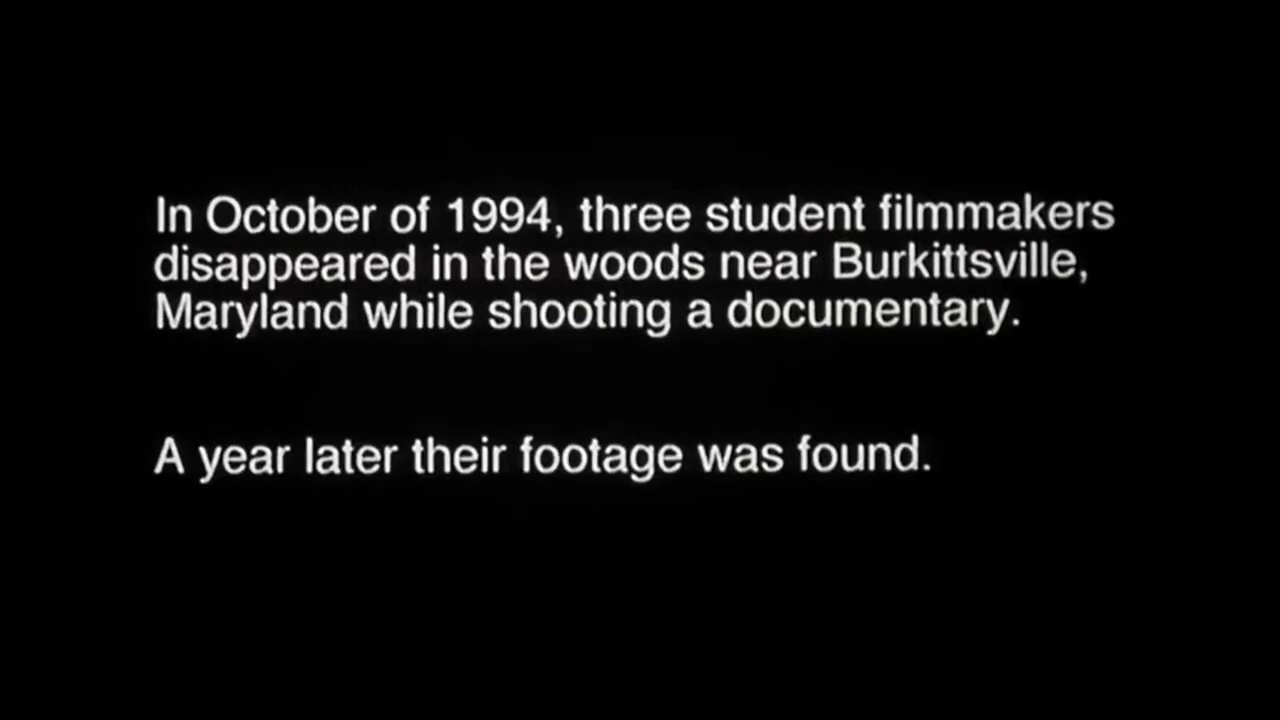 In October of 1994, three student filmmakers
disappeared in the woods near Burkittsville,
Maryland while shooting a documentary.
A year later their footage was found.